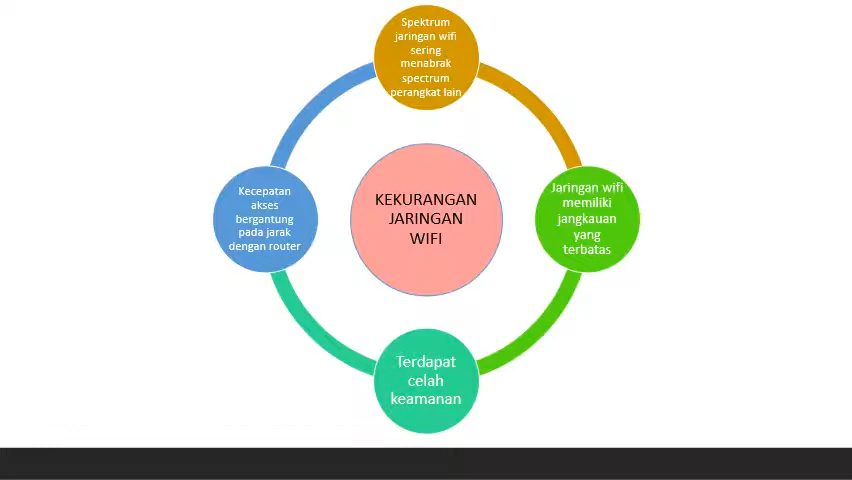 Spektrum
jaringan wifi
sering
menabrak
spectrum
perangkat lain
Kecepatan
akses
bergantung
pada jarak
dengan router
KEKURANGAN
JARINGAN
WIFI
Jaringan wifi
memiliki
jangkauan
yang
terbatas
Terdapat
celah
keamanan